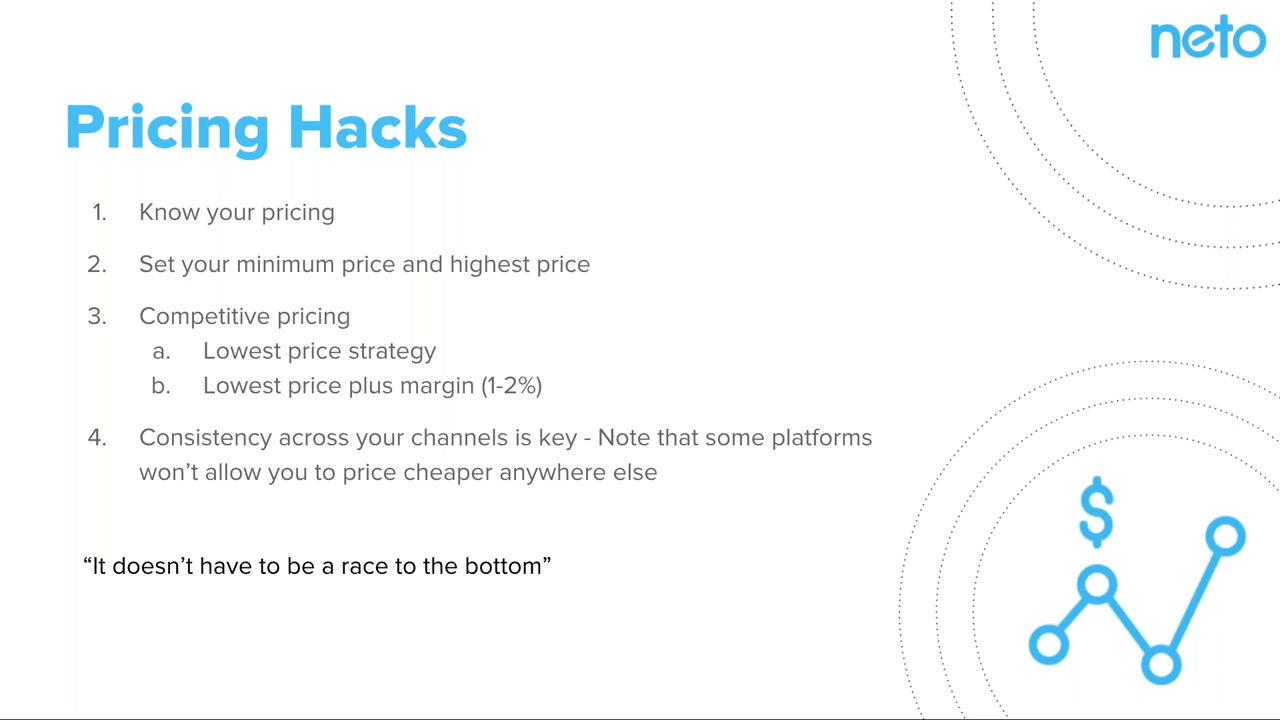 neto
Pricing Hacks
1. Know your pricing
2. Set your minimum price and highest price
3. Competitive pricing
a. Lowest price strategy
b. Lowest price plus margin (1-2%)
4. Consistency across your channels is key - Note that some platforms
won’t allow you to price cheaper anywhere else
“It doesn’t have to be a race to the bottom”
$